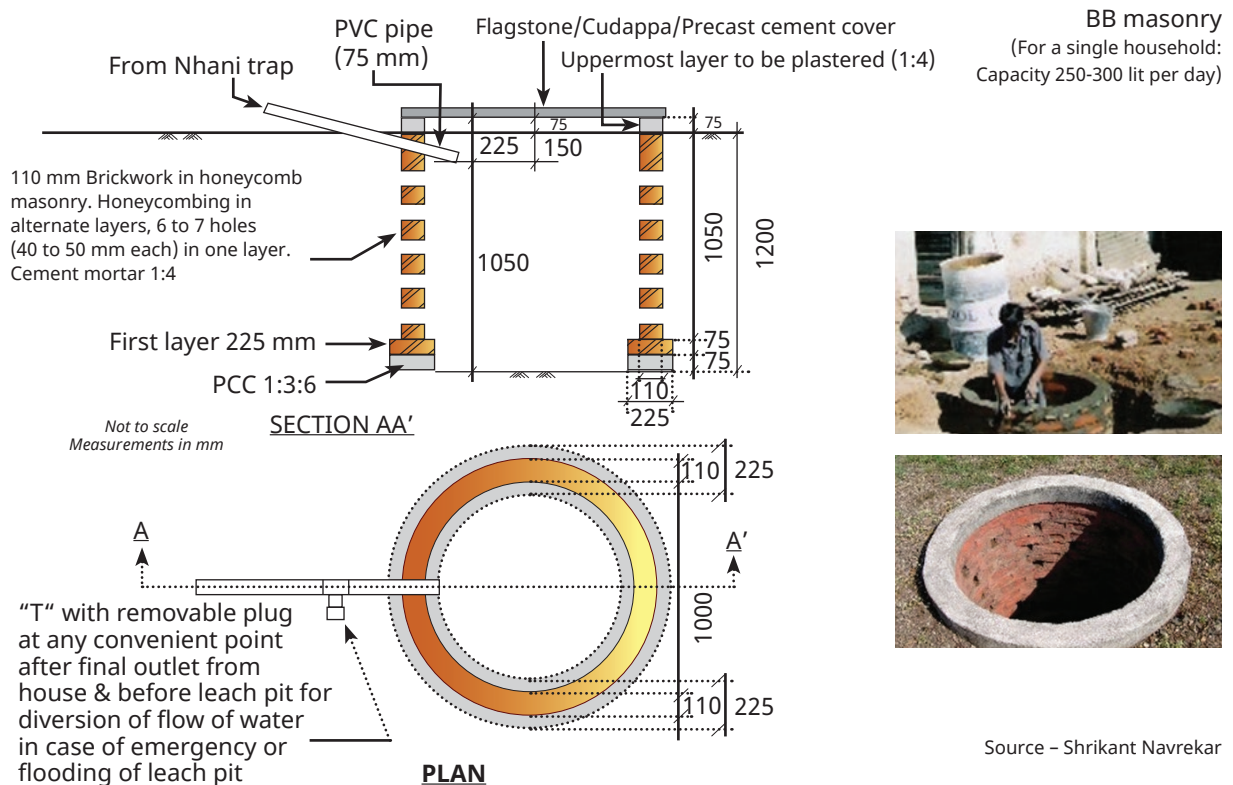 BB masonry
(For a single household:
Capacity 250-300 lit per day)
From Nhani trap
PVC pipe
(75 mm)
Flagstone/Cudappa/Precast cement cover
Uppermost layer to be plastered (1:4)
75
75
225
150
110 mm Brickwork in honeycomb
masonry. Honeycombing in
alternate layers, 6 to 7 holes
(40 to 50 mm each) in one layer.
Cement mortar 1:4
1050
1050
1200
First layer 225 mm
75
PCC 1:3:6
75
110
225
Not to scale
Measurements in mm
SECTION AA’
110
225
A
A’
"T" with removable plug
at any convenient point
after final outlet from
house & before leach pit for
diversion of flow of water
in case of emergency or
flooding of leach pit
1000
110
225
PLAN
Source – Shrikant Navrekar